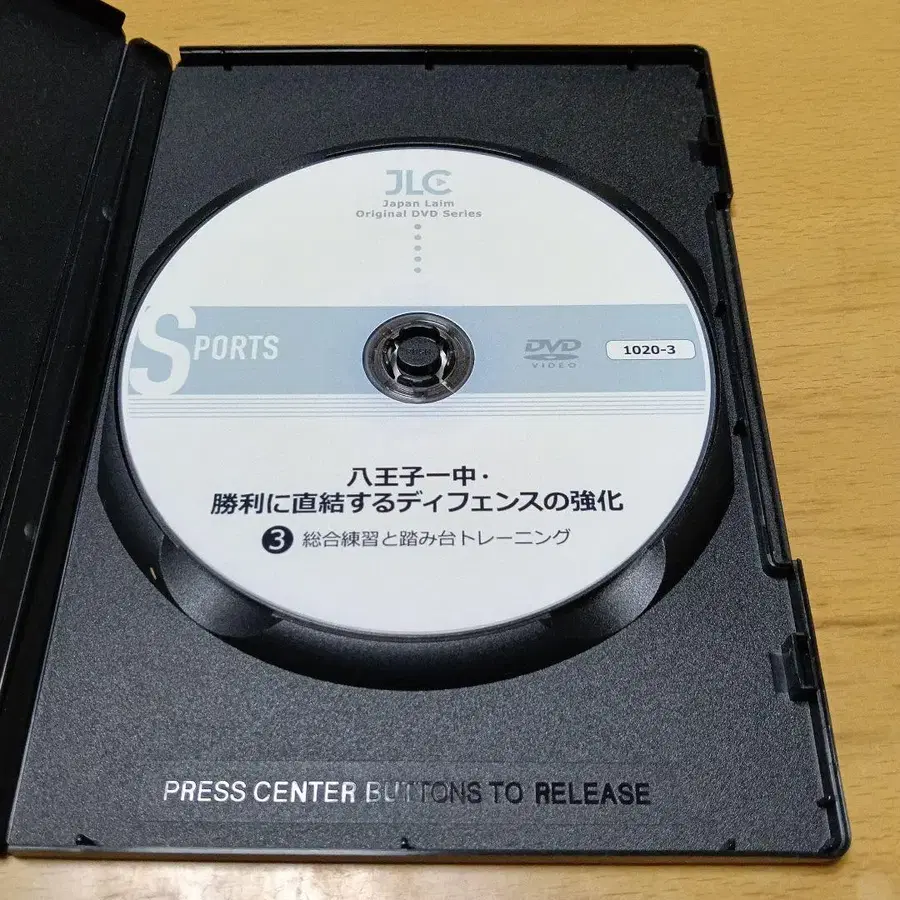 JLC
Japan Laim
Original DVD Series
SPORTS
DVD
VIDEO
1020-3
八王子一中・
勝利に直結するディフェンスの強化
❸ 総合練習と踏み台トレーニング
PRESS CENTER BUTTONS TO RELEASE